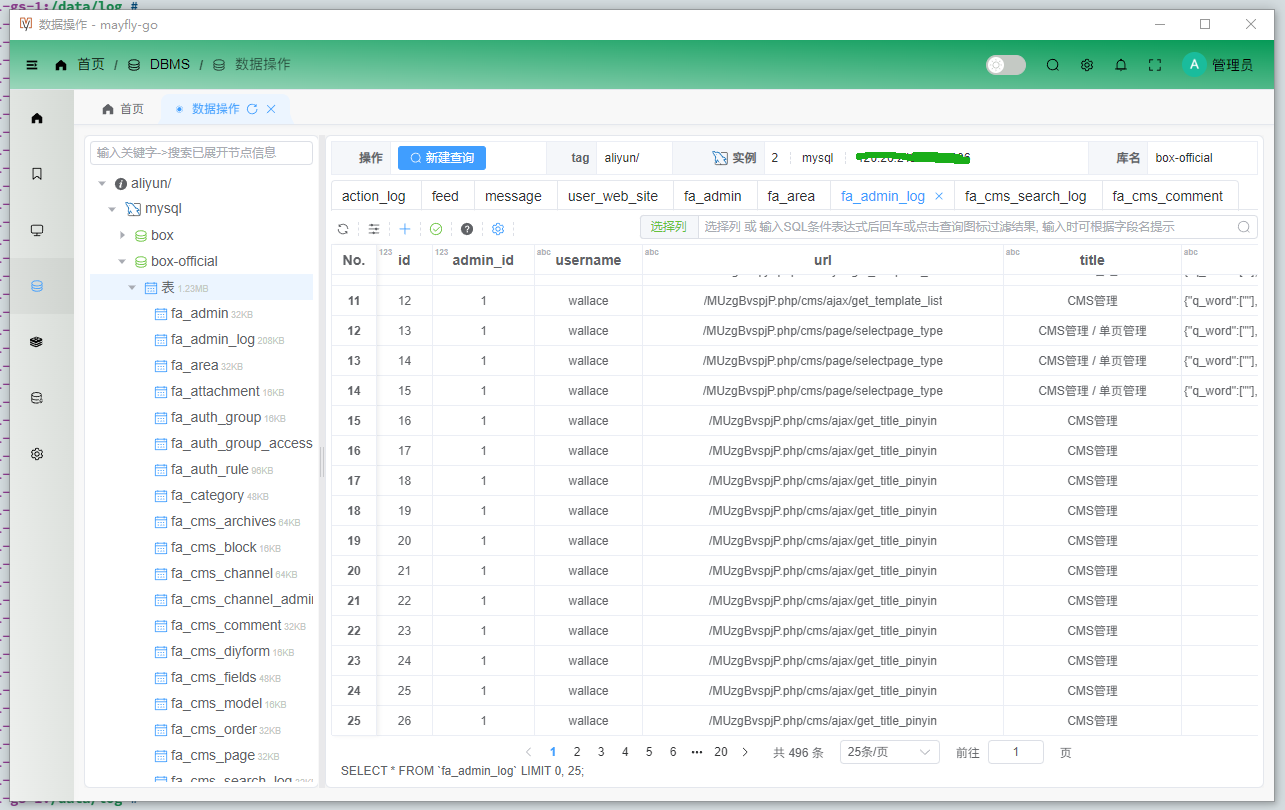 -gs-1:/data/log #
数据操作 - mayfly-go
首页 / DBMS / 数据操作
A 管理员
首页 数据操作
输入关键字->搜索已展开节点信息
操作 新建查询 tag aliyun/ 实例 2 mysql 库名 box-official
aliyun/
mysql
box
box-official
表 1.23MB
fa_admin 32KB
fa_admin_log 208KB
fa_area 32KB
fa_attachment 16KB
fa_auth_group 16KB
fa_auth_group_access
fa_auth_rule 96KB
fa_category 48KB
fa_cms_archives 64KB
fa_cms_block 16KB
fa_cms_channel 64KB
fa_cms_channel_admi
fa_cms_comment 32KB
fa_cms_diyform 16KB
fa_cms_fields 48KB
fa_cms_model 16KB
fa_cms_order 32KB
fa_cms_page 32KB
fa_cms_search_log
action_log feed message user_web_site fa_admin fa_area fa_admin_log fa_cms_search_log fa_cms_comment
选择列 选择列 或 输入SQL条件表达式后回车或点击查询图标过滤结果, 输入时可根据字段名提示
No. 123 id 123 admin_id abc username abc url abc title abc
11 12 1 wallace /MUzgBvspjP.php/cms/ajax/get_template_list CMS管理 {"q_word":[""],
12 13 1 wallace /MUzgBvspjP.php/cms/page/selectpage_type CMS管理 / 单页管理 {"q_word":[""],
13 14 1 wallace /MUzgBvspjP.php/cms/page/selectpage_type CMS管理 / 单页管理 {"q_word":[""],
14 15 1 wallace /MUzgBvspjP.php/cms/page/selectpage_type CMS管理 / 单页管理 {"q_word":[""],
15 16 1 wallace /MUzgBvspjP.php/cms/ajax/get_title_pinyin CMS管理
16 17 1 wallace /MUzgBvspjP.php/cms/ajax/get_title_pinyin CMS管理
17 18 1 wallace /MUzgBvspjP.php/cms/ajax/get_title_pinyin CMS管理
18 19 1 wallace /MUzgBvspjP.php/cms/ajax/get_title_pinyin CMS管理
19 20 1 wallace /MUzgBvspjP.php/cms/ajax/get_title_pinyin CMS管理
20 21 1 wallace /MUzgBvspjP.php/cms/ajax/get_title_pinyin CMS管理
21 22 1 wallace /MUzgBvspjP.php/cms/ajax/get_title_pinyin CMS管理
22 23 1 wallace /MUzgBvspjP.php/cms/ajax/get_title_pinyin CMS管理
23 24 1 wallace /MUzgBvspjP.php/cms/ajax/get_title_pinyin CMS管理
24 25 1 wallace /MUzgBvspjP.php/cms/ajax/get_title_pinyin CMS管理
25 26 1 wallace /MUzgBvspjP.php/cms/ajax/get_title_pinyin CMS管理
1 2 3 4 5 6 ••• 20 共 496 条 25条/页 前往 1 页
SELECT * FROM `fa_admin_log` LIMIT 0, 25;
-gs-1:/data/log #